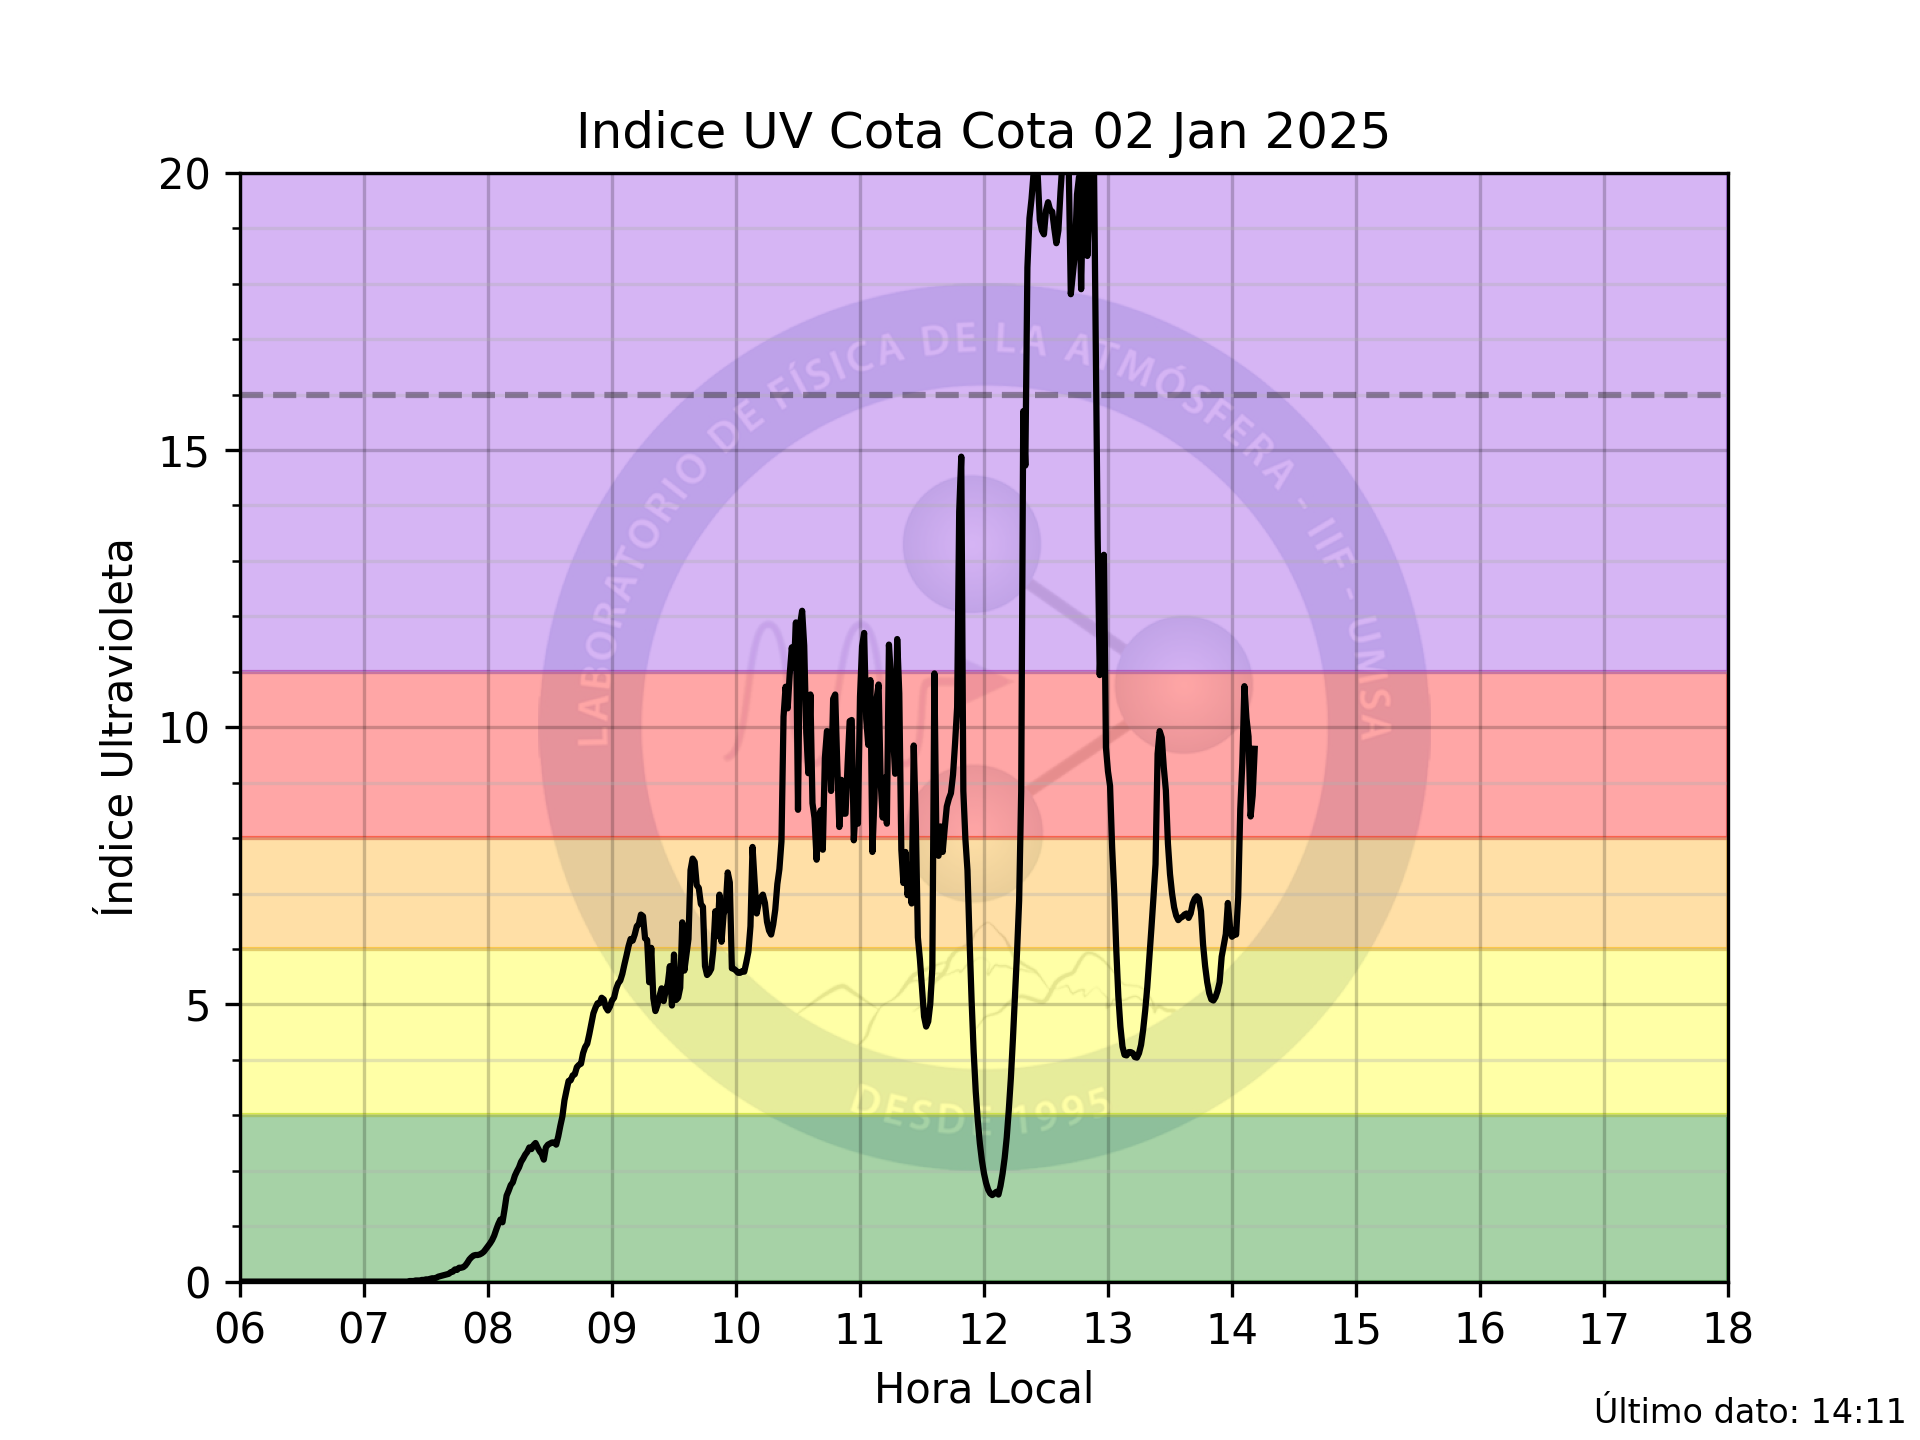 Indice UV Cota Cota 02 Jan 2025
20
15
10
5
0
Índice Ultravioleta
LABORATORIO DE FÍSICA DE LA ATMÓSFERA - IIF - UMSA
DESDE 1995
06 07 08 09 10 11 12 13 14 15 16 17 18
Hora Local
Último dato: 14:11